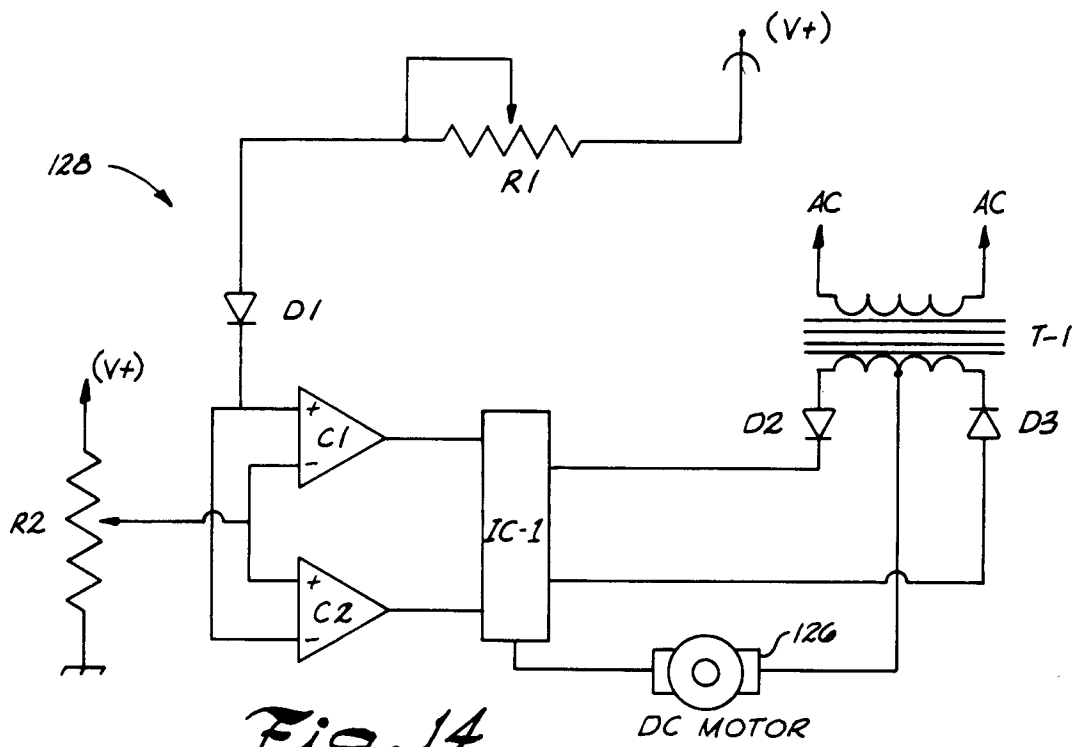 (V+)
128
R1
AC
AC
D1
T-1
(V+)
+
C1
-
D2
D3
R2
IC-1
+
C2
-
126
DC MOTOR
Fig. 14